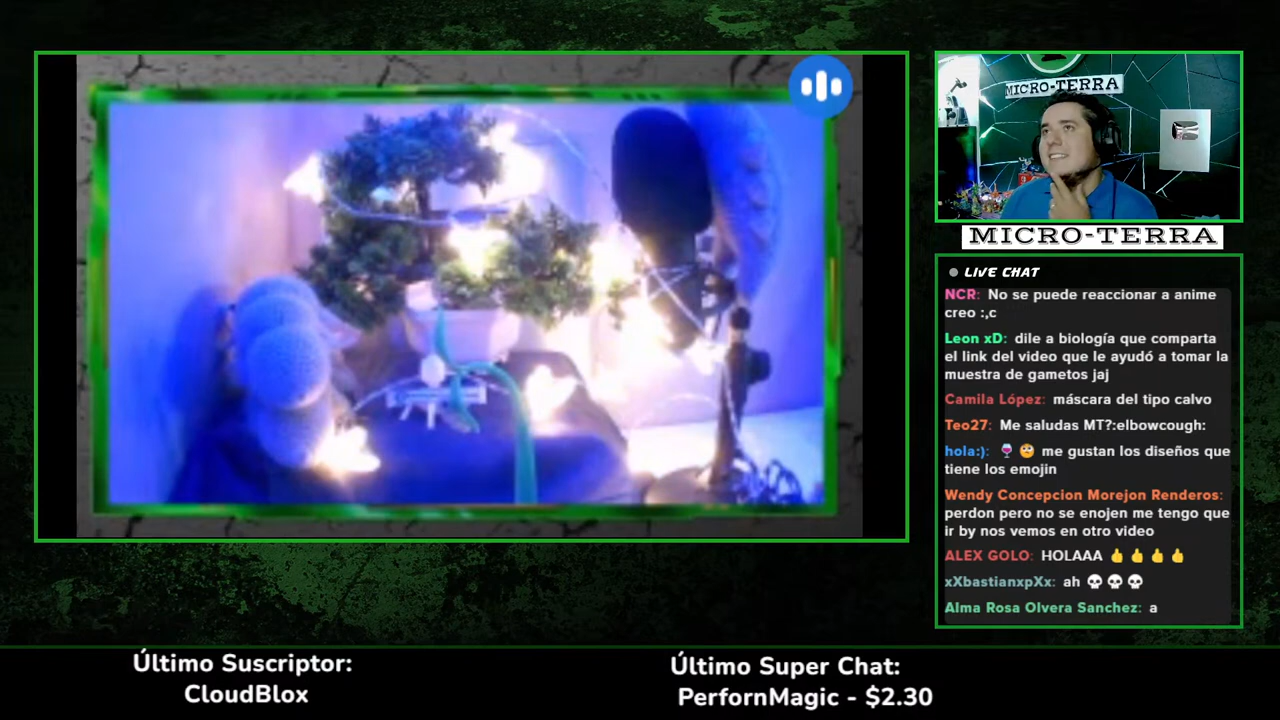 MICRO-TERRA
MICRO-TERRA
LIVE CHAT
NCR: No se puede reaccionar a anime
creo :,c
Leon xD: dile a biología que comparta
el link del video que le ayudó a tomar la
muestra de gametos jaj
Camila López: máscara del tipo calvo
Teo27: Me saludas MT?:elbowcough:
hola:): 🍷 🙄 me gustan los diseños que
tiene los emojin
Wendy Concepcion Morejon Renderos:
perdon pero no se enojen me tengo que
ir by nos vemos en otro video
ALEX GOLO: HOLAAA 👍 👍 👍 👍
xXbastianxpXx: ah 💀 💀 💀
Alma Rosa Olvera Sanchez: a
Último Suscriptor:
CloudBlox
Último Super Chat:
PerfornMagic - $2.30